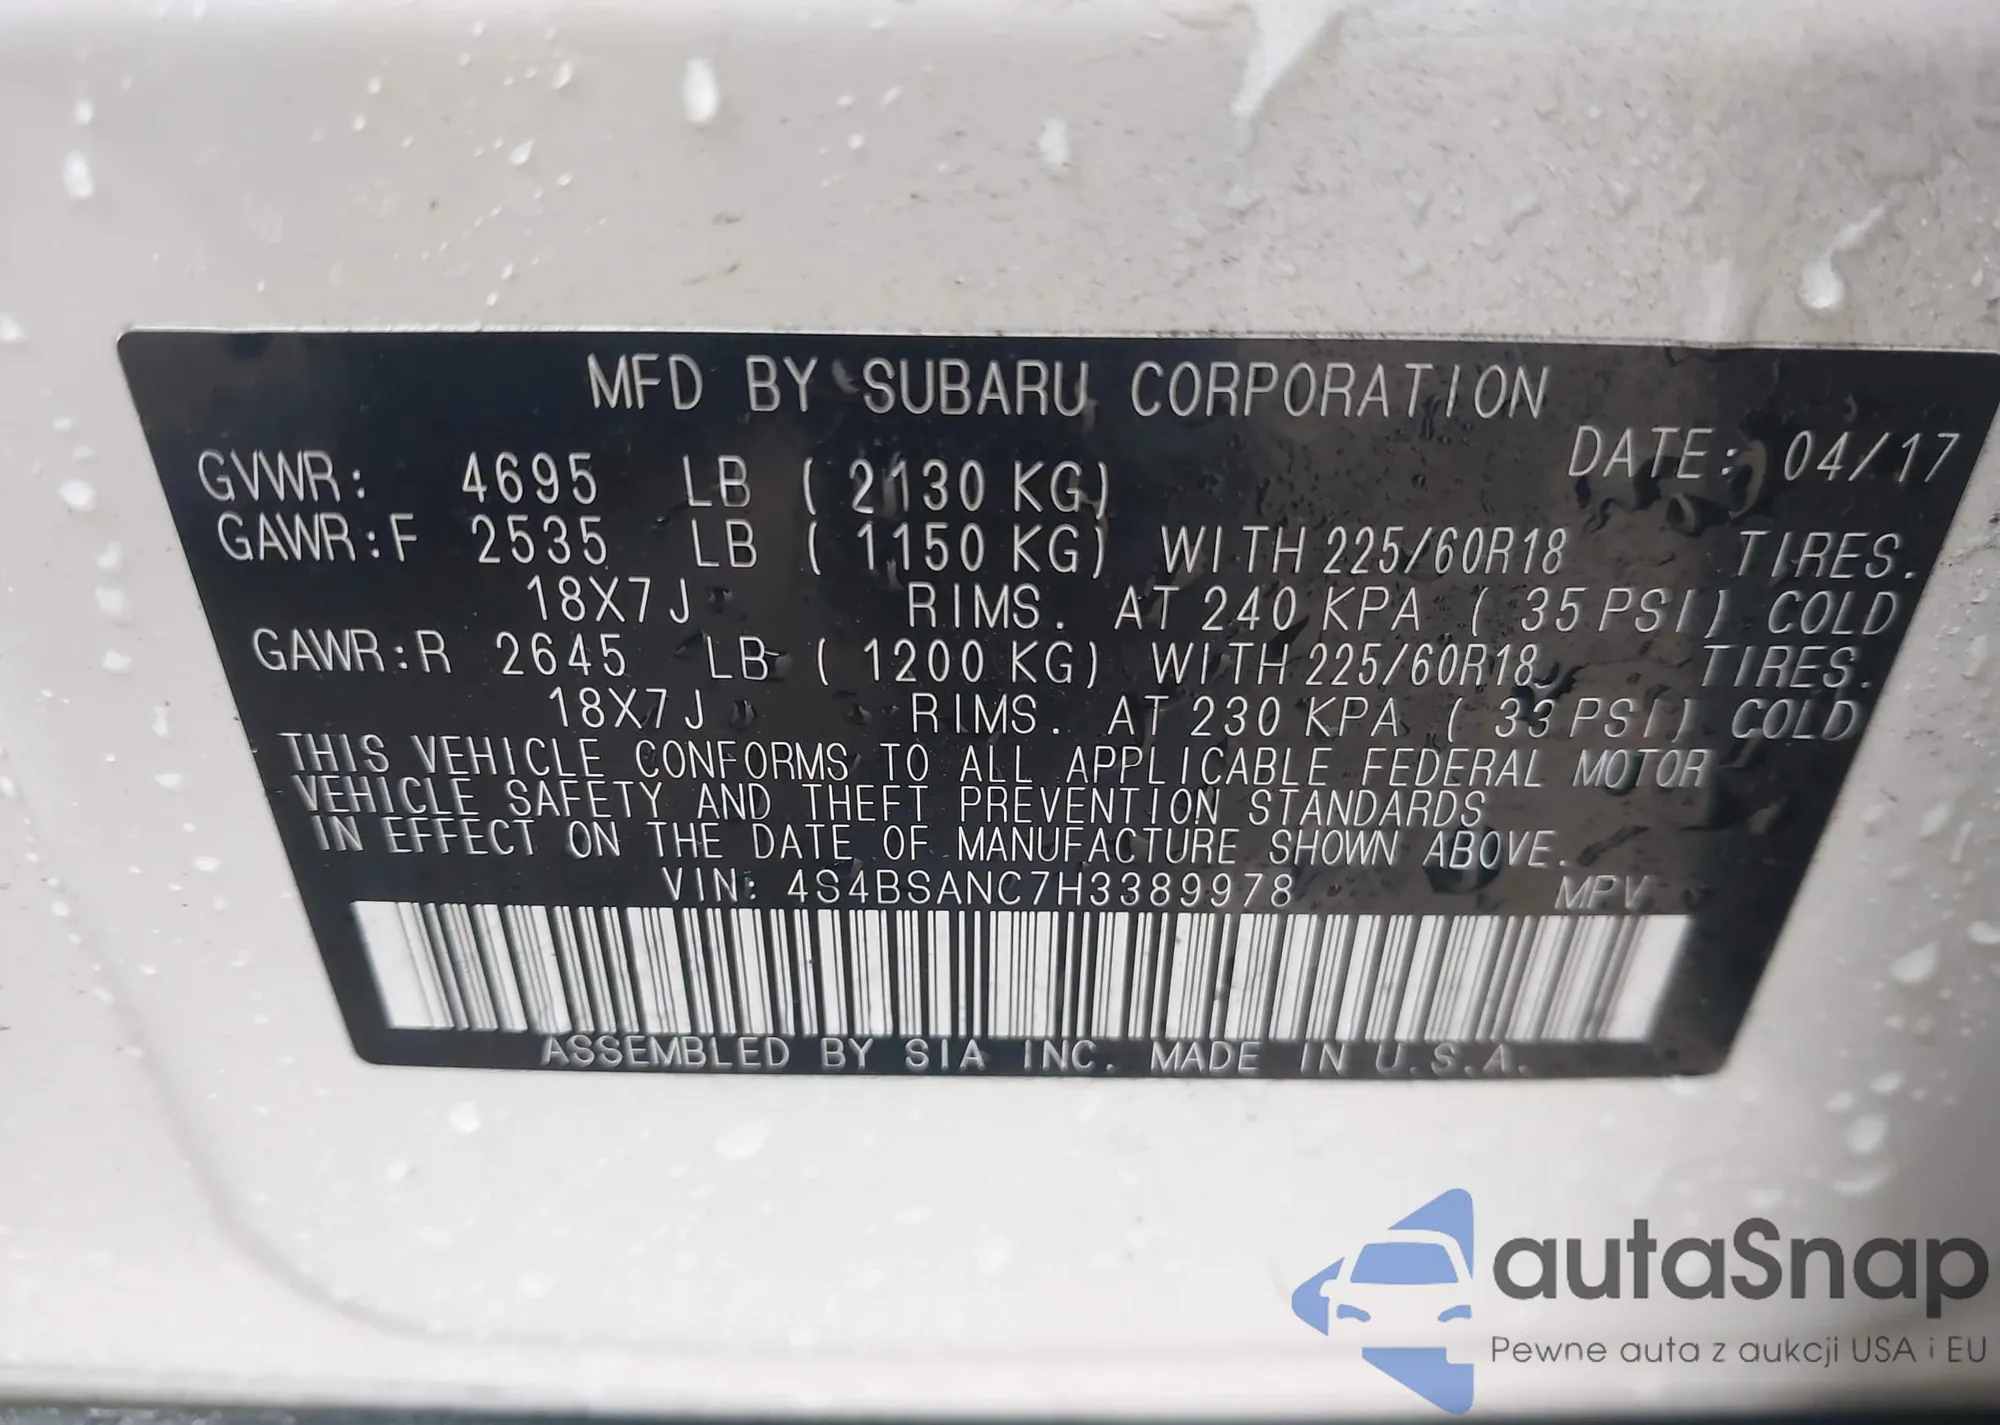 MFD BY SUBARU CORPORATION
DATE: 04/17
GVWR: 4695 LB ( 2130 KG)
GAWR:F 2535 LB ( 1150 KG) WITH 225/60R18 TIRES.
18X7J RIMS. AT 240 KPA ( 35 PSI) COLD
GAWR:R 2645 LB ( 1200 KG) WITH 225/60R18 TIRES.
18X7J RIMS. AT 230 KPA ( 33 PSI) COLD
THIS VEHICLE CONFORMS TO ALL APPLICABLE FEDERAL MOTOR
VEHICLE SAFETY AND THEFT PREVENTION STANDARDS
IN EFFECT ON THE DATE OF MANUFACTURE SHOWN ABOVE.
VIN: 4S4BSANC7H3389978 MPV
ASSEMBLED BY SIA INC. MADE IN U.S.A.
autaSnap
Pewne auta z aukcji USA i EU